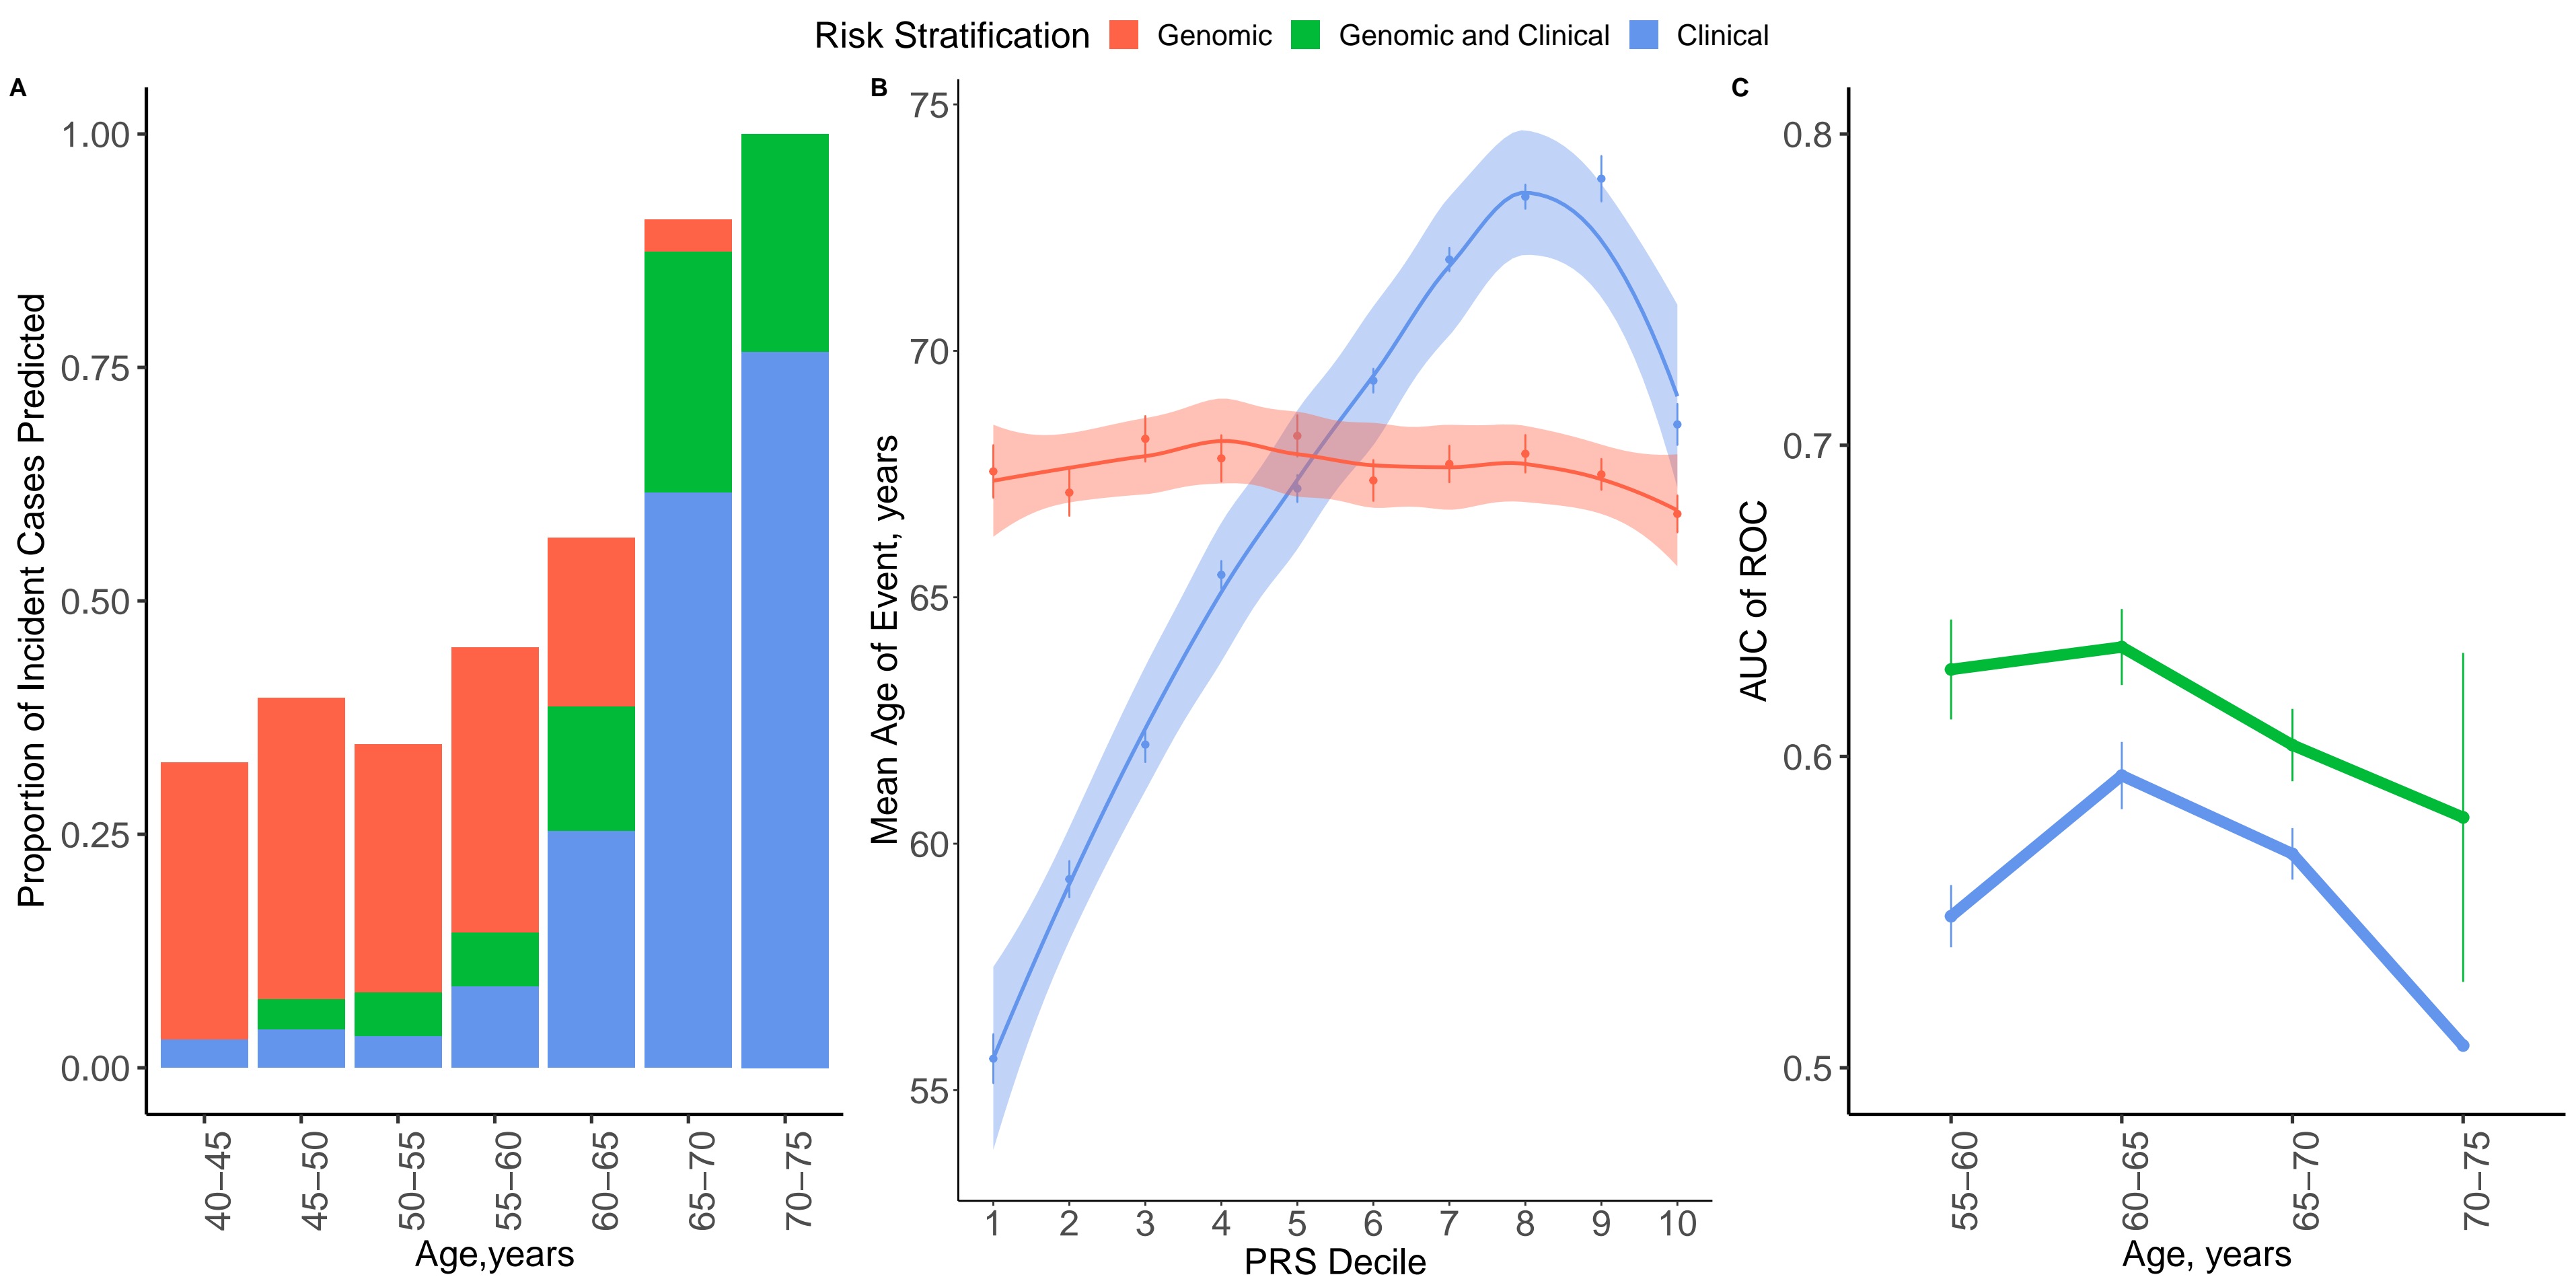 Risk Stratification Genomic Genomic and Clinical Clinical
A
Proportion of Incident Cases Predicted
1.00
0.75
0.50
0.25
0.00
40−45 45−50 50−55 55−60 60−65 65−70 70−75
Age,years
B
Mean Age of Event, years
75
70
65
60
55
1 2 3 4 5 6 7 8 9 10
PRS Decile
C
AUC of ROC
0.8
0.7
0.6
0.5
55−60 60−65 65−70 70−75
Age, years